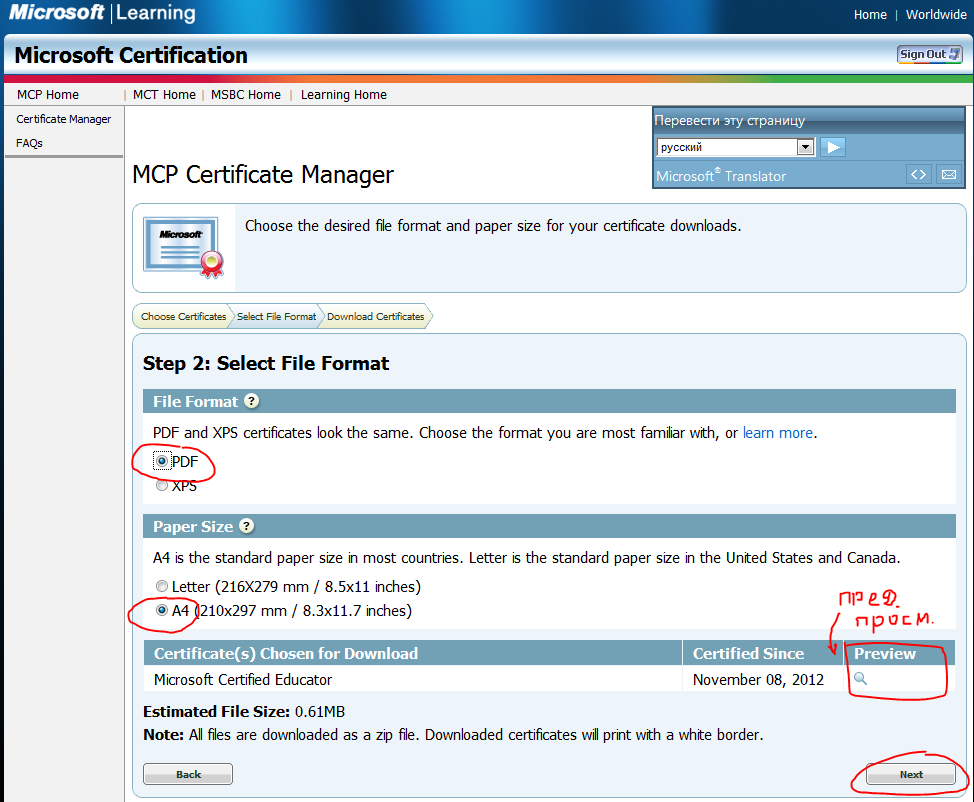 Microsoft | Learning
Home | Worldwide
Microsoft Certification
Sign Out
MCP Home | MCT Home | MSBC Home | Learning Home
Certificate Manager
FAQs
Перевести эту страницу
русский
Microsoft® Translator
MCP Certificate Manager
Microsoft
Choose the desired file format and paper size for your certificate downloads.
Choose Certificates
Select File Format
Download Certificates
Step 2: Select File Format
File Format ?
PDF and XPS certificates look the same. Choose the format you are most familiar with, or learn more.
PDF
XPS
Paper Size ?
A4 is the standard paper size in most countries. Letter is the standard paper size in the United States and Canada.
Letter (216X279 mm / 8.5x11 inches)
A4 (210x297 mm / 8.3x11.7 inches)
пред.
просм.
Certificate(s) Chosen for Download
Certified Since
Preview
Microsoft Certified Educator
November 08, 2012
Estimated File Size: 0.61MB
Note: All files are downloaded as a zip file. Downloaded certificates will print with a white border.
Back
Next